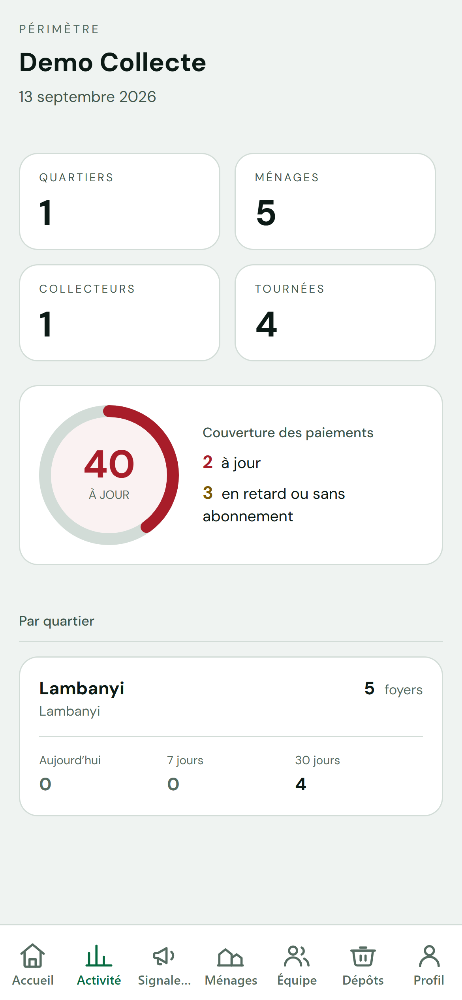 PÉRIMÈTRE
Demo Collecte
13 septembre 2026
QUARTIERS
1
MÉNAGES
5
COLLECTEURS
1
TOURNÉES
4
40
À JOUR
Couverture des paiements
2 à jour
3 en retard ou sans
abonnement
Par quartier
Lambanyi
5 foyers
Lambanyi
Aujourd’hui
7 jours
30 jours
0
0
4
Accueil
Activité
Signale...
Ménages
Équipe
Dépôts
Profil